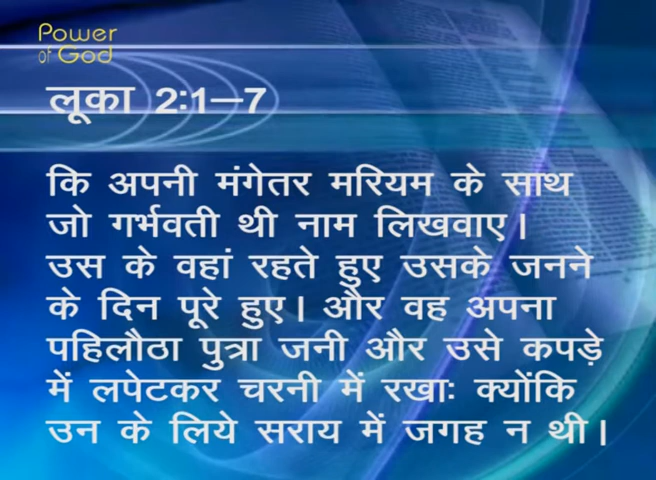 Power
of God
लूका 2:1–7
कि अपनी मंगेतर मरियम के साथ
जो गर्भवती थी नाम लिखवाए।
उस के वहां रहते हुए उसके जनने
के दिन पूरे हुए। और वह अपना
पहिलौठा पुत्रा जनी और उसे कपड़े
में लपेटकर चरनी में रखाः क्योंकि
उन के लिये सराय में जगह न थी।